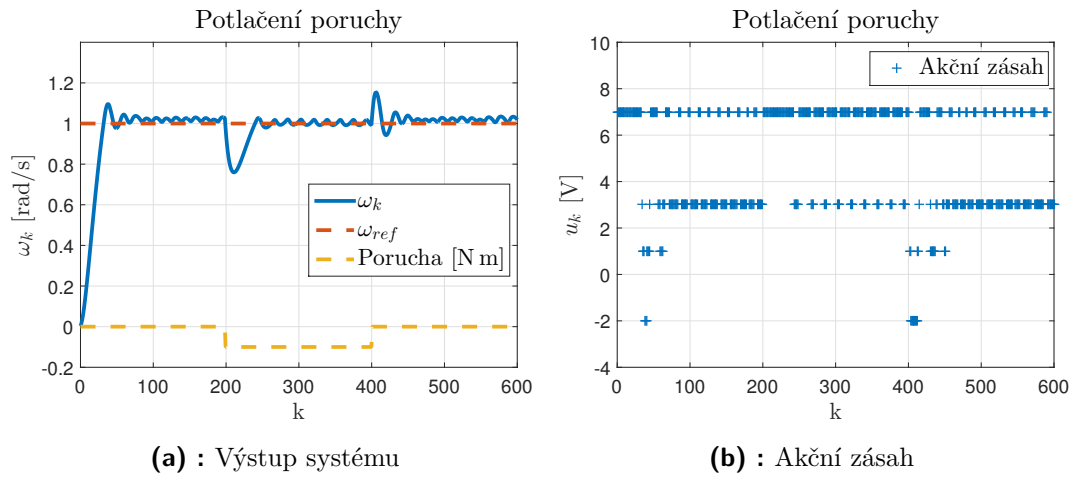 Potlačení poruchy
ω_k [rad/s]
1.2
1
0.8
0.6
0.4
0.2
0
-0.2
0 100 200 300 400 500 600
k
ω_k
ω_ref
Porucha [N m]
(a) : Výstup systému
Potlačení poruchy
u_k [V]
10
8
6
4
2
0
-2
-4
0 100 200 300 400 500 600
k
Akční zásah
(b) : Akční zásah